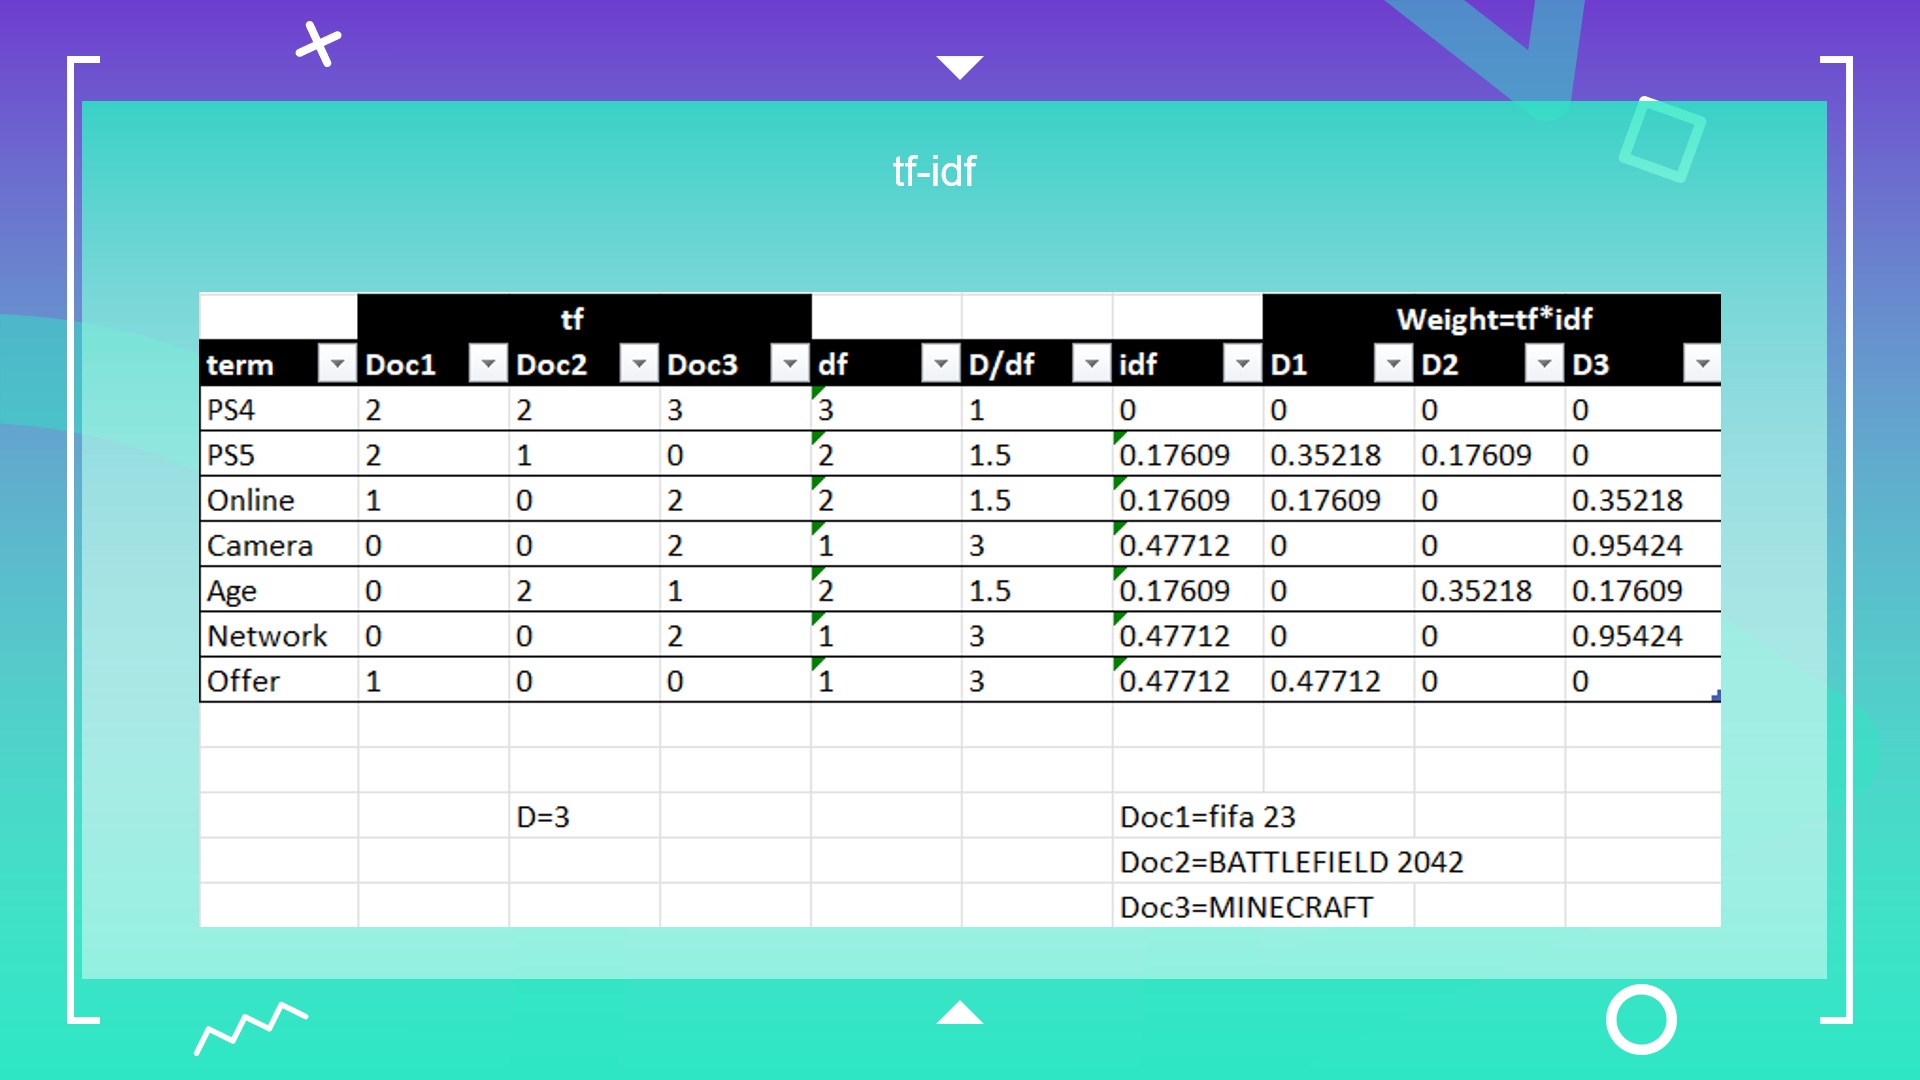 tf-idf
tf Weight=tf*idf
term Doc1 Doc2 Doc3 df D/df idf D1 D2 D3
PS4 2 2 3 3 1 0 0 0 0
PS5 2 1 0 2 1.5 0.17609 0.35218 0.17609 0
Online 1 0 2 2 1.5 0.17609 0.17609 0 0.35218
Camera 0 0 2 1 3 0.47712 0 0 0.95424
Age 0 2 1 2 1.5 0.17609 0 0.35218 0.17609
Network 0 0 2 1 3 0.47712 0 0 0.95424
Offer 1 0 0 1 3 0.47712 0.47712 0 0
D=3 Doc1=fifa 23
Doc2=BATTLEFIELD 2042
Doc3=MINECRAFT